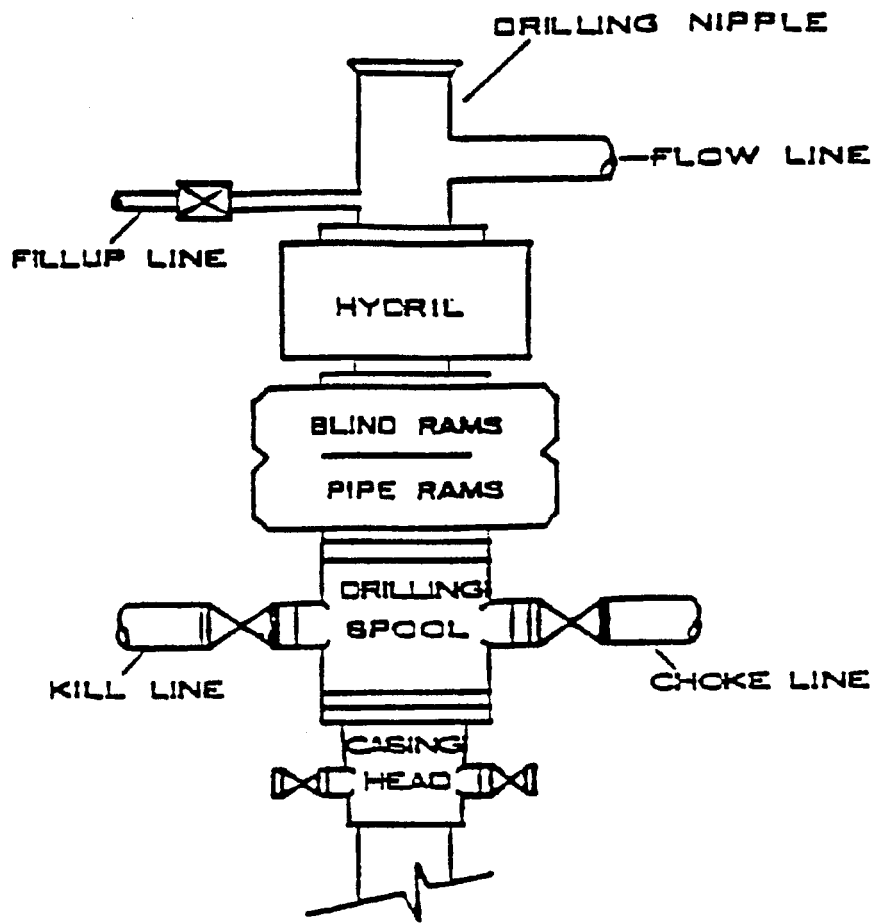 DRILLING NIPPLE
FLOW LINE
FILLUP LINE
HYDRIL
BLIND RAMS
PIPE RAMS
DRILLING
SPOOL
KILL LINE
CHOKE LINE
CASING
HEAD